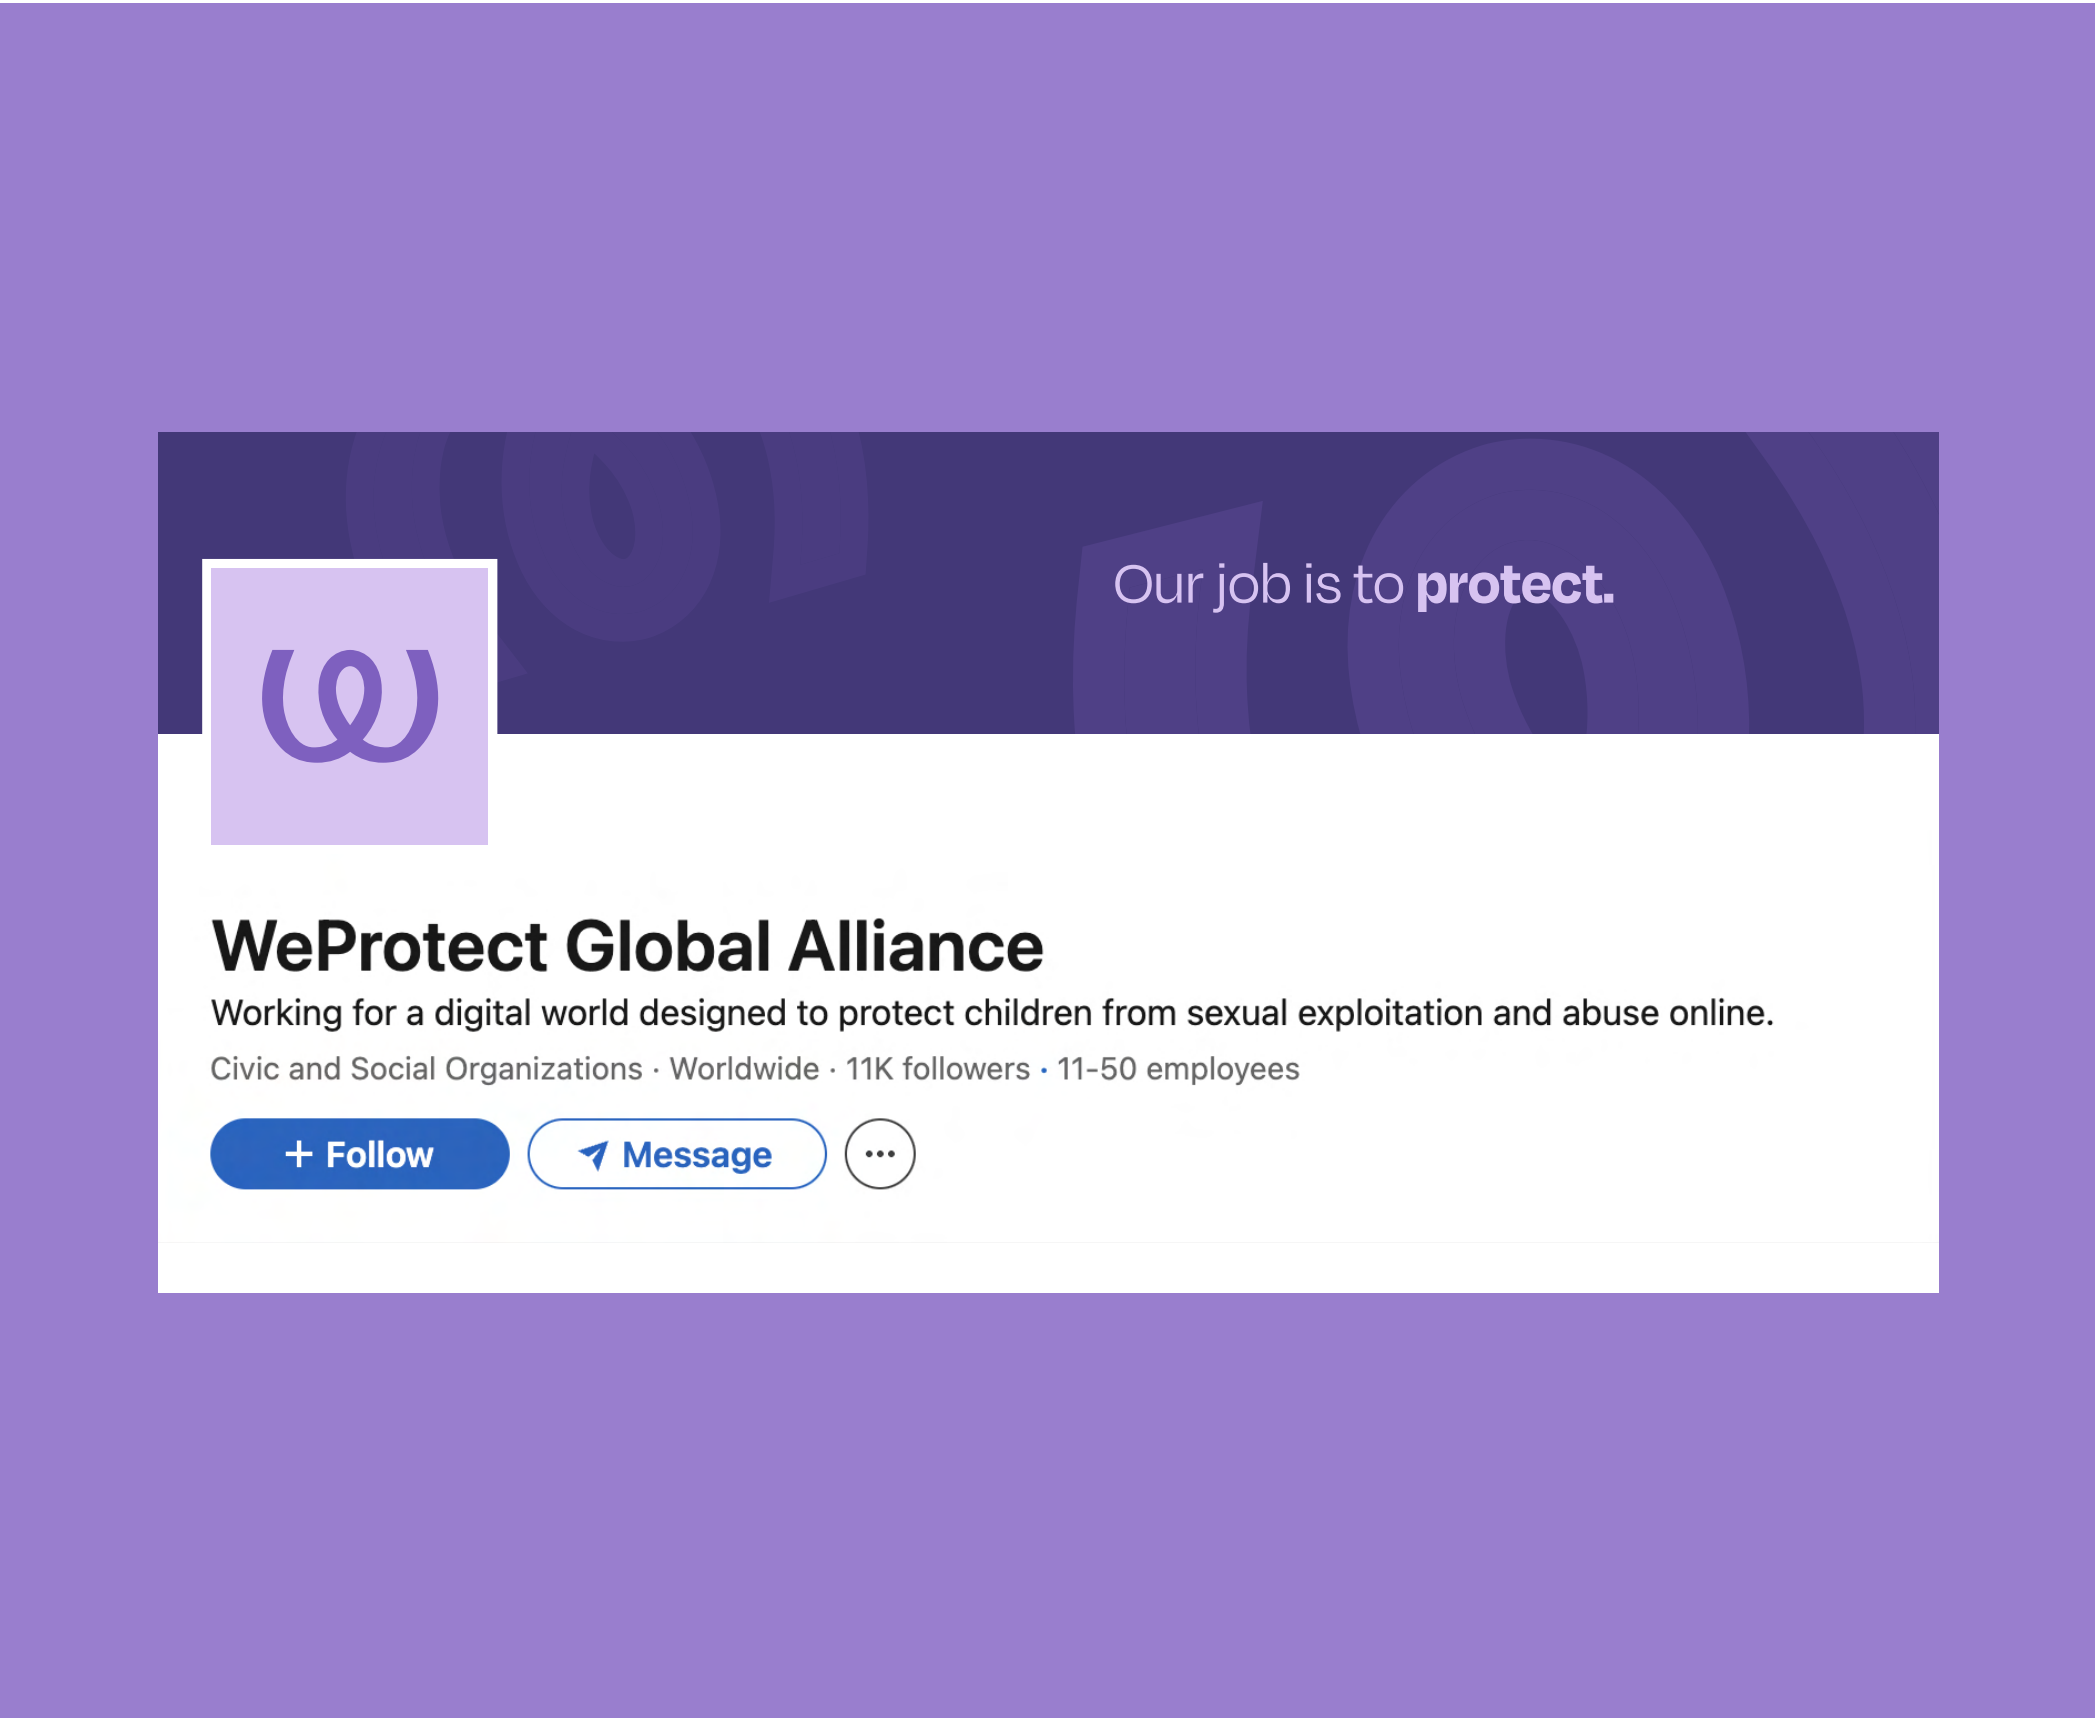 Our job is to protect.
WeProtect Global Alliance
Working for a digital world designed to protect children from sexual exploitation and abuse online.
Civic and Social Organizations · Worldwide · 11K followers · 11-50 employees
+ Follow
Message